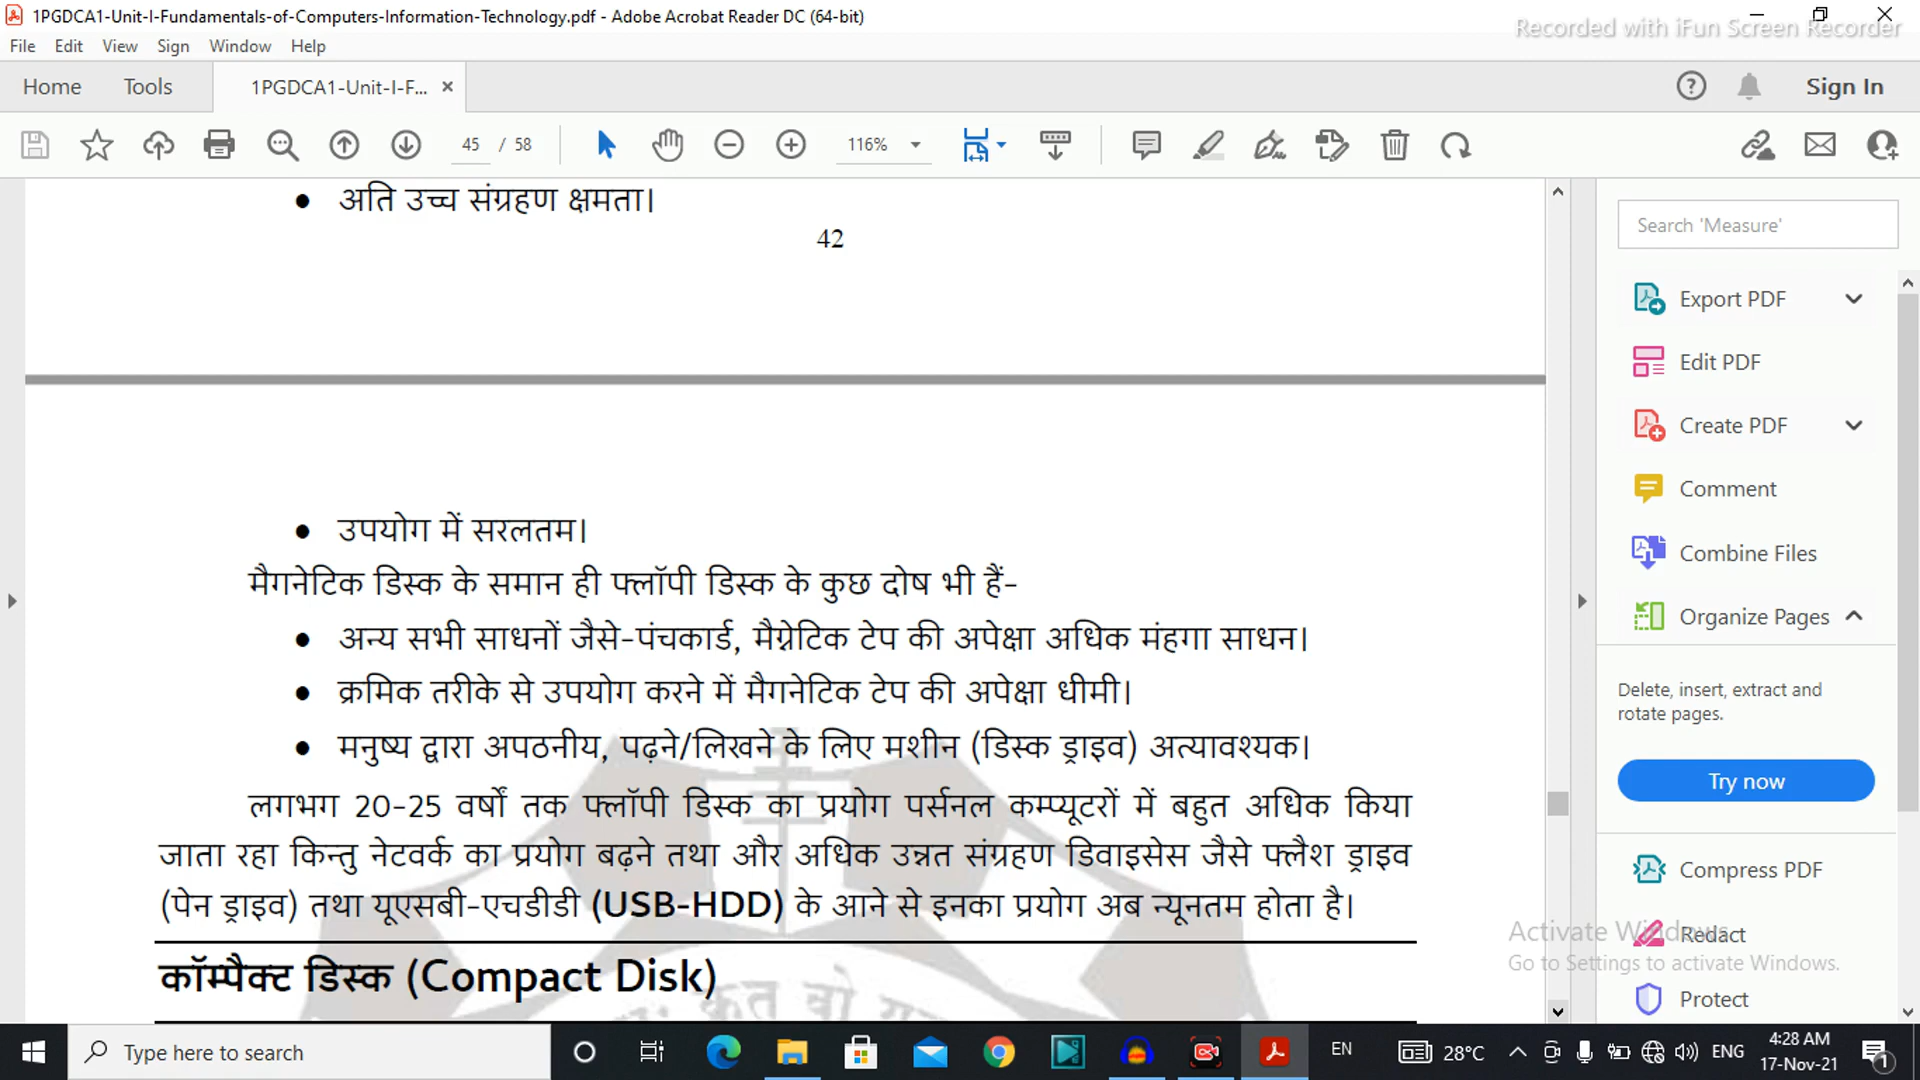 1PGDCA1-Unit-I-Fundamentals-of-Computers-Information-Technology.pdf - Adobe Acrobat Reader DC (64-bit)
Recorded with iFun Screen Recorder
File Edit View Sign Window Help
Home Tools 1PGDCA1-Unit-I-F... Sign In
45 / 58 116%
• अति उच्च संग्रहण क्षमता।
42
• उपयोग में सरलतम।
मैगनेटिक डिस्क के समान ही फ्लॉपी डिस्क के कुछ दोष भी हैं-
• अन्य सभी साधनों जैसे-पंचकार्ड, मैग्नेटिक टेप की अपेक्षा अधिक मंहगा साधन।
• क्रमिक तरीके से उपयोग करने में मैगनेटिक टेप की अपेक्षा धीमी।
• मनुष्य द्वारा अपठनीय, पढ़ने/लिखने के लिए मशीन (डिस्क ड्राइव) अत्यावश्यक।
लगभग 20-25 वर्षों तक फ्लॉपी डिस्क का प्रयोग पर्सनल कम्प्यूटरों में बहुत अधिक किया
जाता रहा किन्तु नेटवर्क का प्रयोग बढ़ने तथा और अधिक उन्नत संग्रहण डिवाइसेस जैसे फ्लैश ड्राइव
(पेन ड्राइव) तथा यूएसबी-एचडीडी (USB-HDD) के आने से इनका प्रयोग अब न्यूनतम होता है।
कॉम्पैक्ट डिस्क (Compact Disk)
Search 'Measure'
Export PDF
Edit PDF
Create PDF
Comment
Combine Files
Organize Pages
Delete, insert, extract and
rotate pages.
Try now
Compress PDF
Redact
Protect
Activate Windows
Go to Settings to activate Windows.
Type here to search
EN 28°C ENG 4:28 AM
17-Nov-21 1